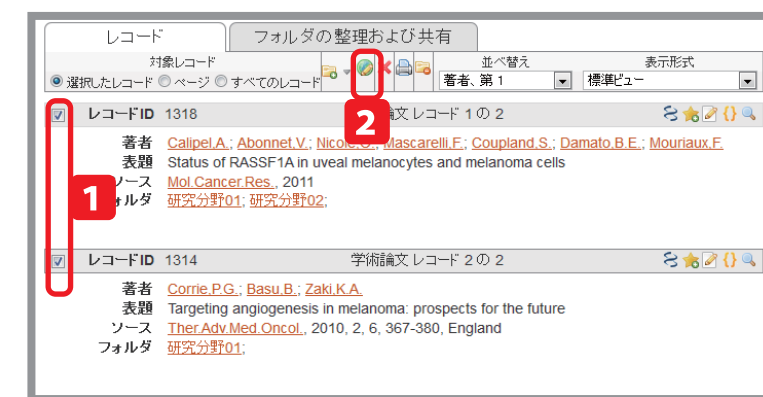 レコード フォルダの整理および共有
対象レコード 並べ替え 表示形式
選択したレコード ページ すべてのレコード 著者、第 1 標準ビュー
2
レコードID 1318 論文 レコード 1 の 2
著者 Calipel,A.; Abonnet,V.; Mascarelli,F.; Coupland,S.; Damato,B.E.; Mouriaux,F.
表題 Status of RASSF1A in uveal melanocytes and melanoma cells
1
ソース Mol.Cancer.Res., 2011
ルダ 研究分野01; 研究分野02;
レコードID 1314 学術論文 レコード 2 の 2
著者 Corrie,P.G.; Basu,B.; Zaki,K.A.
表題 Targeting angiogenesis in melanoma: prospects for the future
ソース Ther.Adv.Med.Oncol., 2010, 2, 6, 367-380, England
フォルダ 研究分野01;